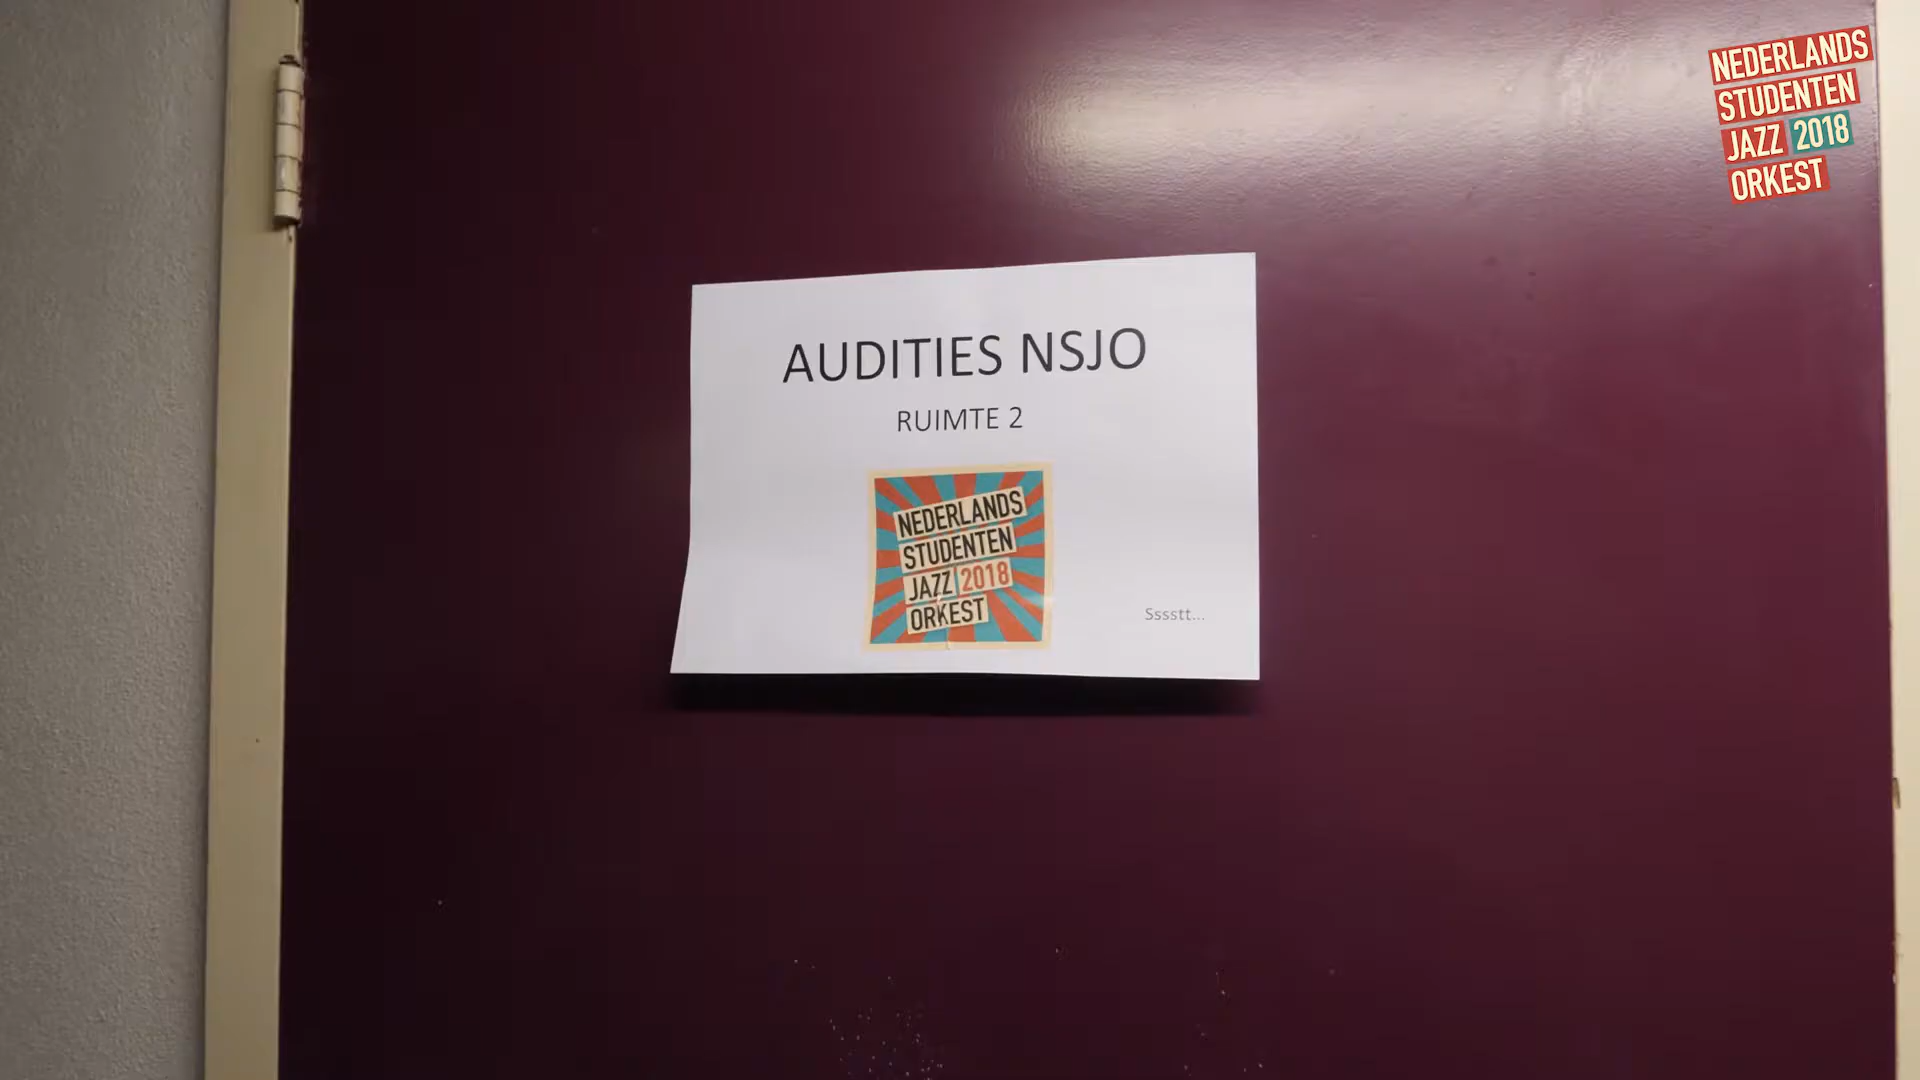 NEDERLANDS
STUDENTEN
JAZZ 2018
ORKEST
AUDITIES NSJO
RUIMTE 2
NEDERLANDS
STUDENTEN
JAZZ 2018
ORKEST
Sssstt...